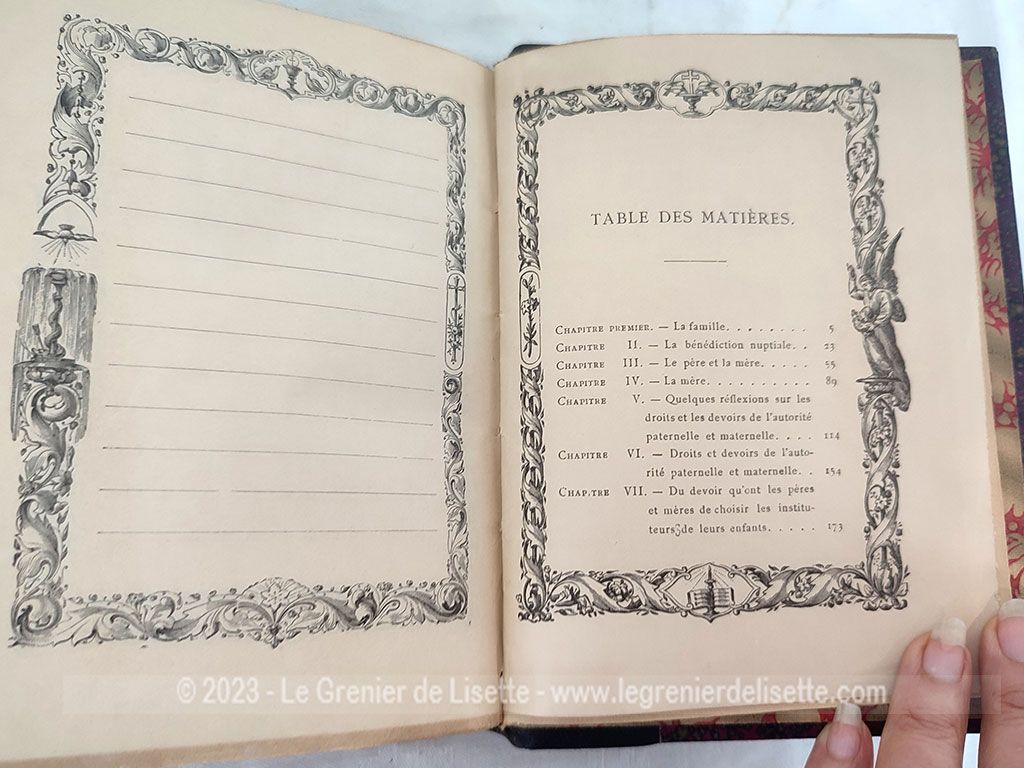 TABLE DES MATIÈRES.
CHAPITRE PREMIER. — La famille. . . . . . . . 5
CHAPITRE II. — La bénédiction nuptiale. . 23
CHAPITRE III. — Le père et la mère. . . . . 55
CHAPITRE IV. — La mère. . . . . . . . . . 89
CHAPITRE V. — Quelques réflexions sur les
droits et les devoirs de l'autorité
paternelle et maternelle. . . . 114
CHAPITRE VI. — Droits et devoirs de l'auto-
rité paternelle et maternelle. . 154
CHAPITRE VII. — Du devoir qu'ont les pères
et mères de choisir les institu-
teurs de leurs enfants. . . . . 173
© 2023 - Le Grenier de Lisette - www.legrenierdelisette.com